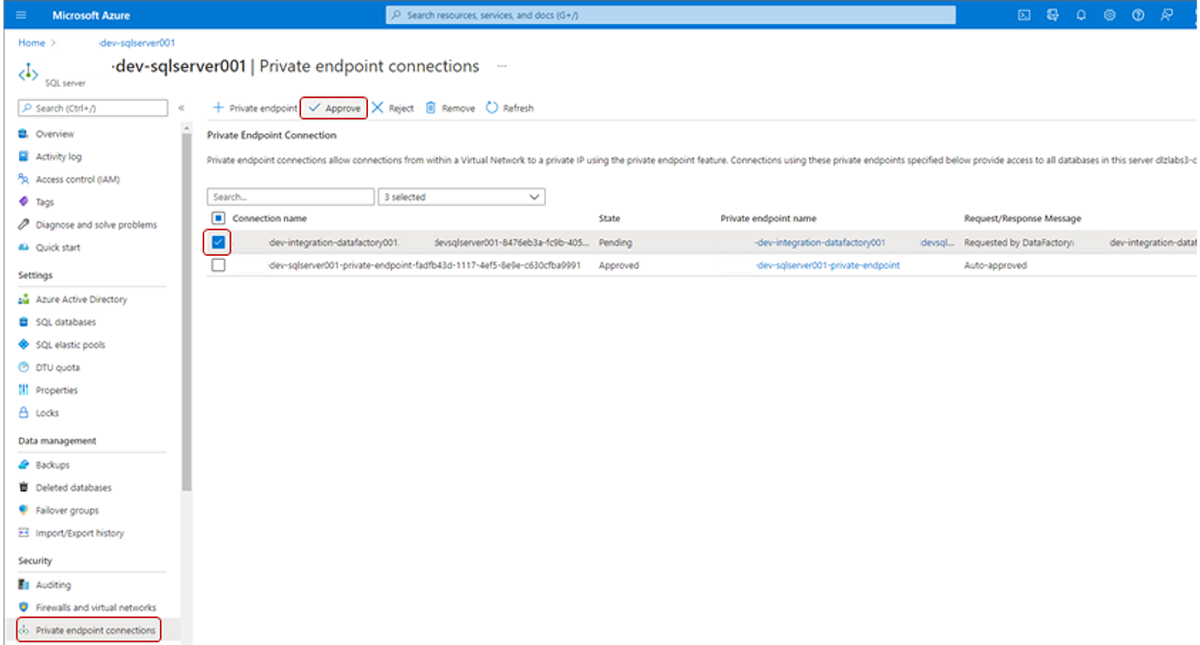 Microsoft Azure
Search resources, services, and docs (G+/)
Home
-dev-sqlserver001
-dev-sqlserver001 | Private endpoint connections ...
SQL server
Search (Ctrl+/)
«
Private endpoint
Approve
Reject
Remove
Refresh
Overview
Activity log
Access control (IAM)
Tags
Diagnose and solve problems
Quick start
Settings
Azure Active Directory
SQL databases
SQL elastic pools
DTU quota
Properties
Locks
Data management
Backups
Deleted databases
Failover groups
Import/Export history
Security
Auditing
Firewalls and virtual networks
Private endpoint connections
Private Endpoint Connection
Private endpoint connections allow connections from within a Virtual Network to a private IP using the private endpoint feature. Connections using these private endpoints specified below provide access to all databases in this server dlzlabs3-c
Search...
3 selected
Connection name State Private endpoint name Request/Response Message
dev-integration-datafactory001. devsqlserver001-8476eb3a-fc9b-405... Pending -dev-integration-datafactory001 devsql... Requested by DataFactory dev-integration-dataf
-dev-sqlserver001-private-endpoint-fadfb43d-1117-4ef5-8e9e-c630cfba9991 Approved -dev-sqlserver001-private-endpoint Auto-approved